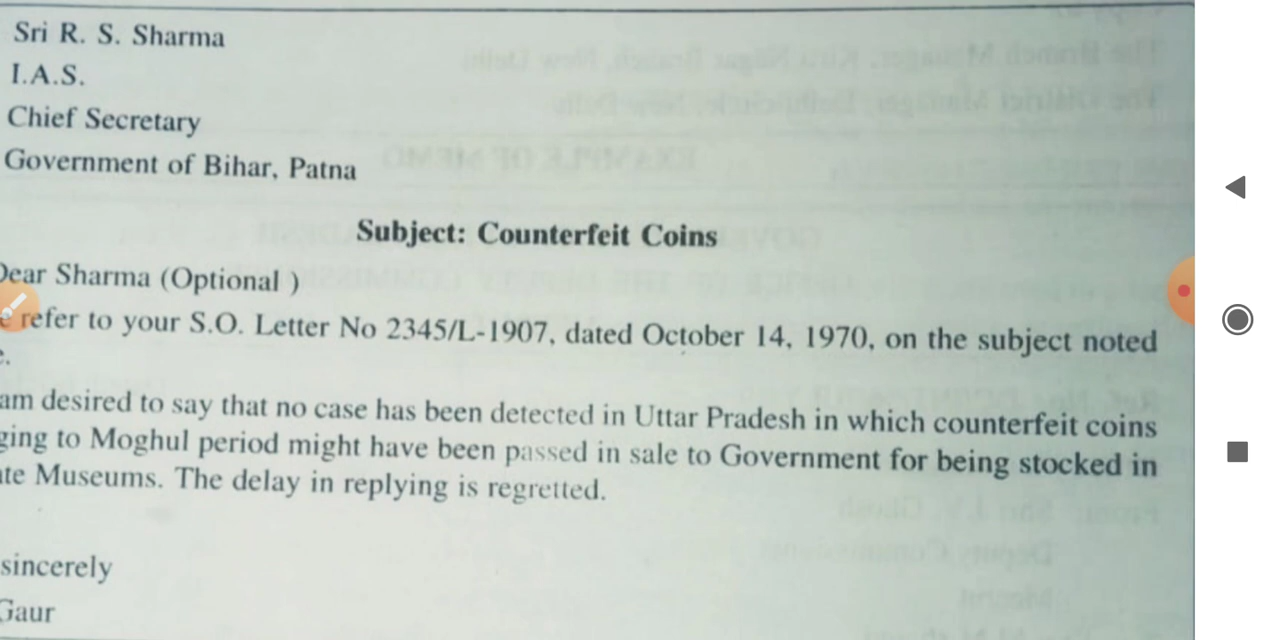 Sri R. S. Sharma
I.A.S.
Chief Secretary
Government of Bihar, Patna
Subject: Counterfeit Coins
Dear Sharma (Optional )
refer to your S.O. Letter No 2345/L-1907, dated October 14, 1970, on the subject noted
am desired to say that no case has been detected in Uttar Pradesh in which counterfeit coins
ging to Moghul period might have been passed in sale to Government for being stocked in
Museums. The delay in replying is regretted.
sincerely
Gaur